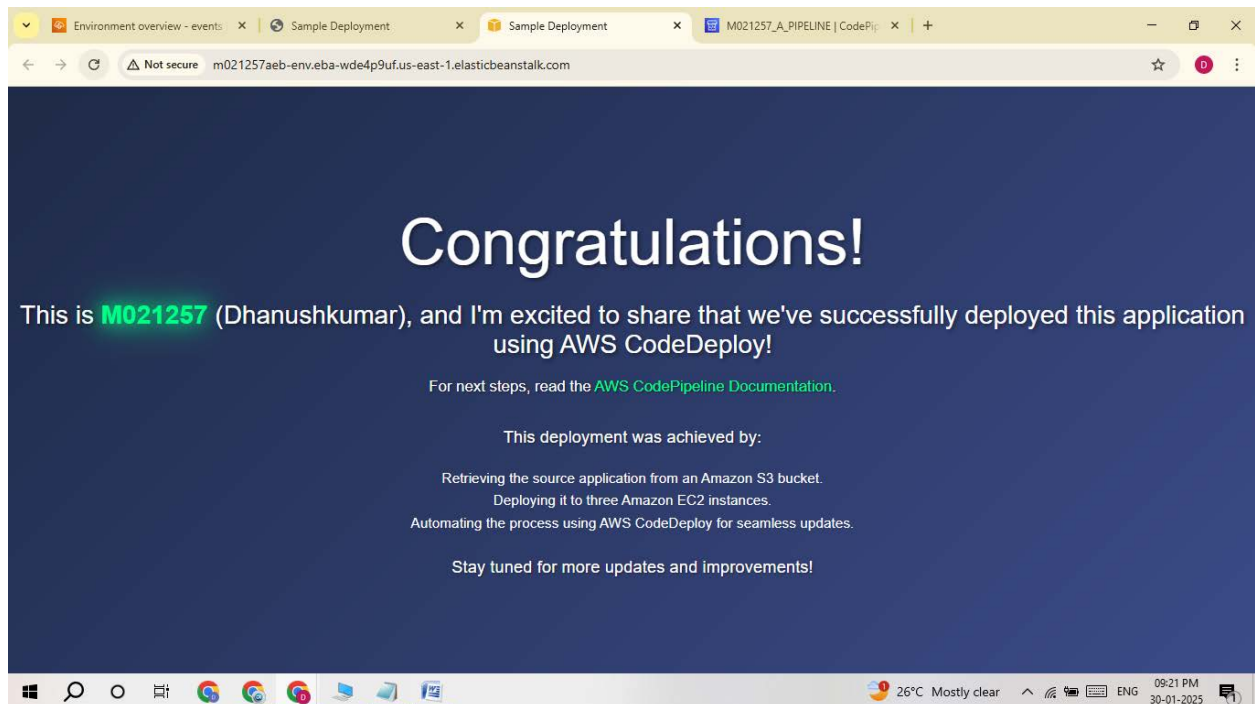 Environment overview - events
Sample Deployment
Sample Deployment
M021257_A_PIPELINE | CodePip
Not secure
m021257aeb-env.eba-wde4p9uf.us-east-1.elasticbeanstalk.com
D
Congratulations!
This is M021257 (Dhanushkumar), and I'm excited to share that we've successfully deployed this application
using AWS CodeDeploy!
For next steps, read the AWS CodePipeline Documentation.
This deployment was achieved by:
Retrieving the source application from an Amazon S3 bucket.
Deploying it to three Amazon EC2 instances.
Automating the process using AWS CodeDeploy for seamless updates.
Stay tuned for more updates and improvements!
26°C Mostly clear
ENG
09:21 PM
30-01-2025